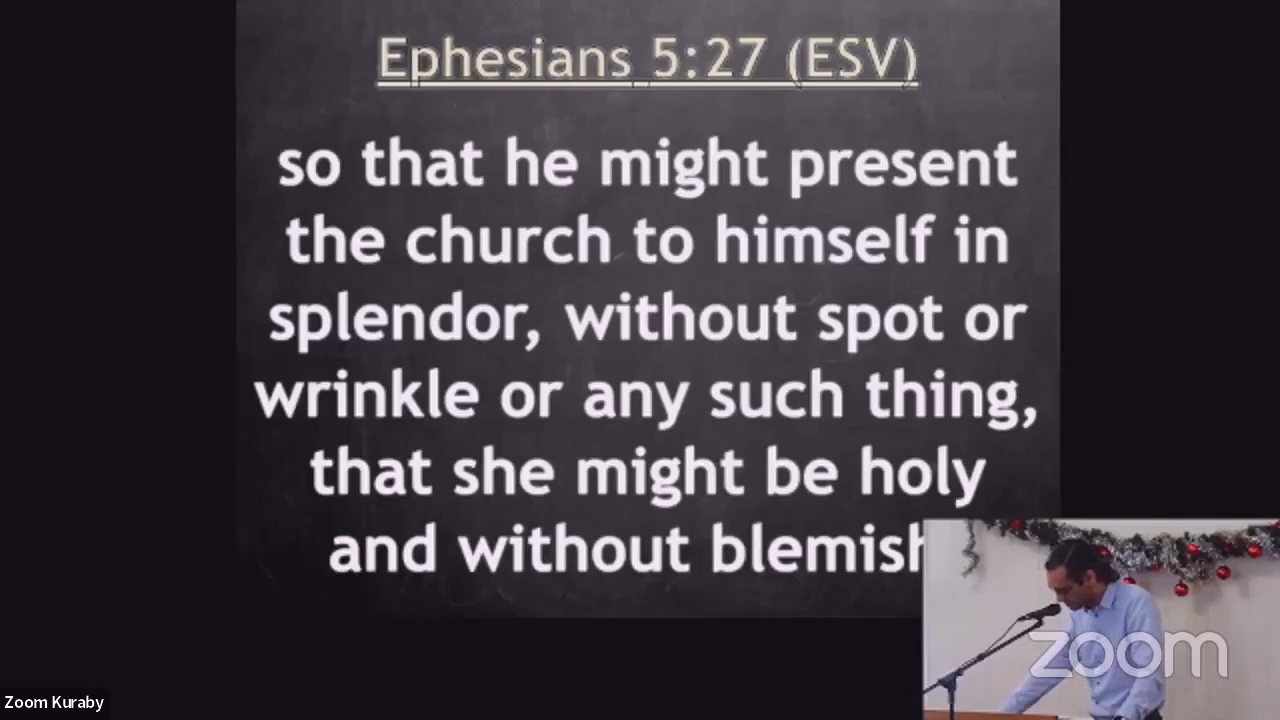 Ephesians 5:27 (ESV)
so that he might present
the church to himself in
splendor, without spot or
wrinkle or any such thing,
that she might be holy
and without blemish
zoom
Zoom Kuraby